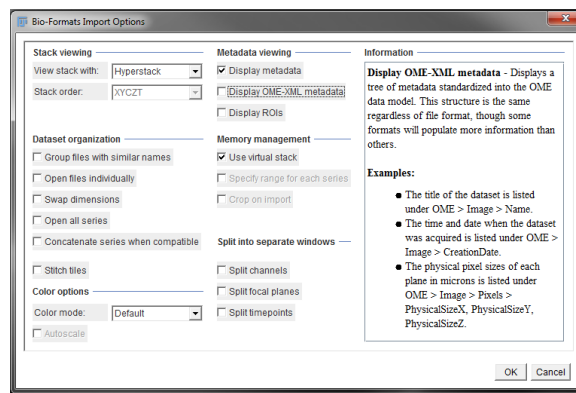 Bio-Formats Import Options
Stack viewing
View stack with:
Hyperstack
Stack order:
XYCZT
Dataset organization
Group files with similar names
Open files individually
Swap dimensions
Open all series
Concatenate series when compatible
Stitch tiles
Color options
Color mode:
Default
Autoscale
Metadata viewing
Display metadata
Display OME-XML metadata
Display ROIs
Memory management
Use virtual stack
Specify range for each series
Crop on import
Split into separate windows
Split channels
Split focal planes
Split timepoints
Information
Display OME-XML metadata - Displays a
tree of metadata standardized into the OME
data model. This structure is the same
regardless of file format, though some
formats will populate more information than
others.
Examples:
● The title of the dataset is listed
under OME > Image > Name.
● The time and date when the dataset
was acquired is listed under OME >
Image > CreationDate.
● The physical pixel sizes of each
plane in microns is listed under
OME > Image > Pixels >
PhysicalSizeX, PhysicalSizeY,
PhysicalSizeZ.
OK
Cancel